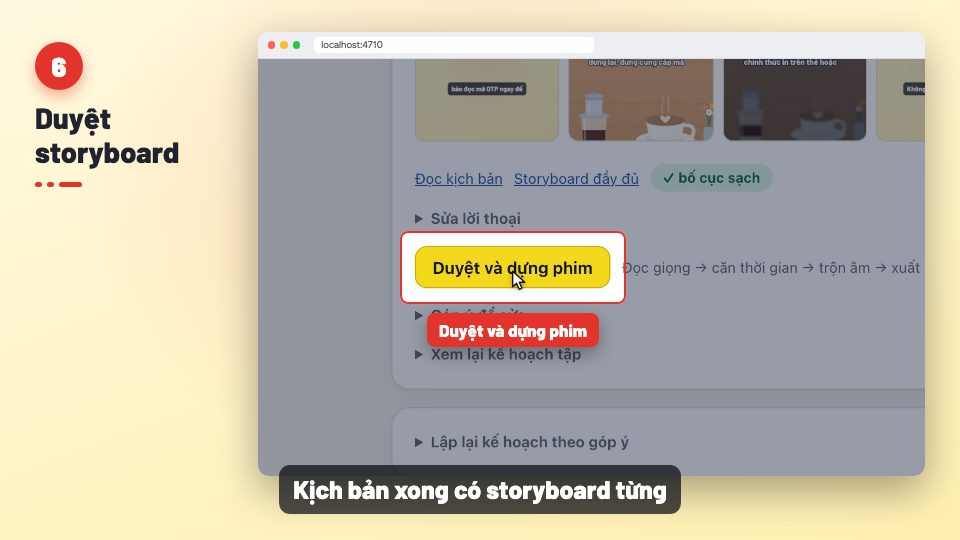 6
Duyệt
storyboard
localhost:4710
bảo đọc mã OTP ngay để
dừng lại, đừng cung cấp mã
chính thức in trên thẻ hoặc
Khôn
Đọc kịch bản Storyboard đầy đủ ✓ bố cục sạch
▶ Sửa lời thoại
Duyệt và dựng phim Đọc giọng → căn thời gian → trộn âm → xuất
Duyệt và dựng phim
▶ Xem lại kế hoạch tập
▶ Lập lại kế hoạch theo góp ý
Kịch bản xong có storyboard từng